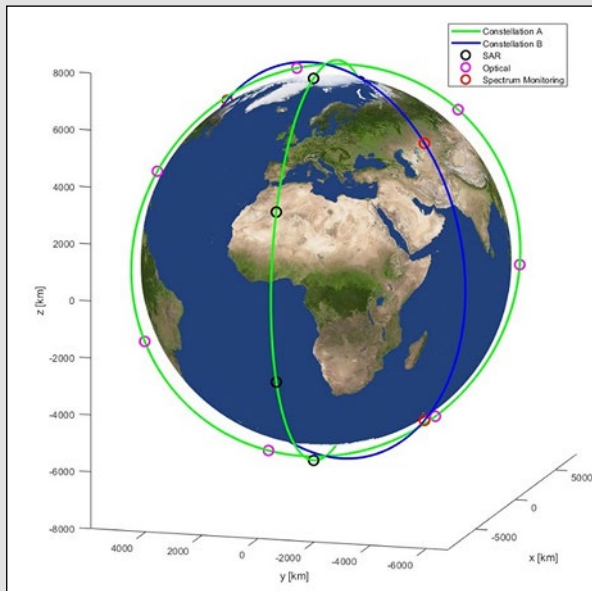 Constellation A
Constellation B
SAR
Optical
Spectrum Monitoring
8000
6000
4000
2000
0
-2000
-4000
-6000
-8000
z [km]
4000
2000
0
-2000
-4000
-6000
y [km]
5000
0
-5000
x [km]